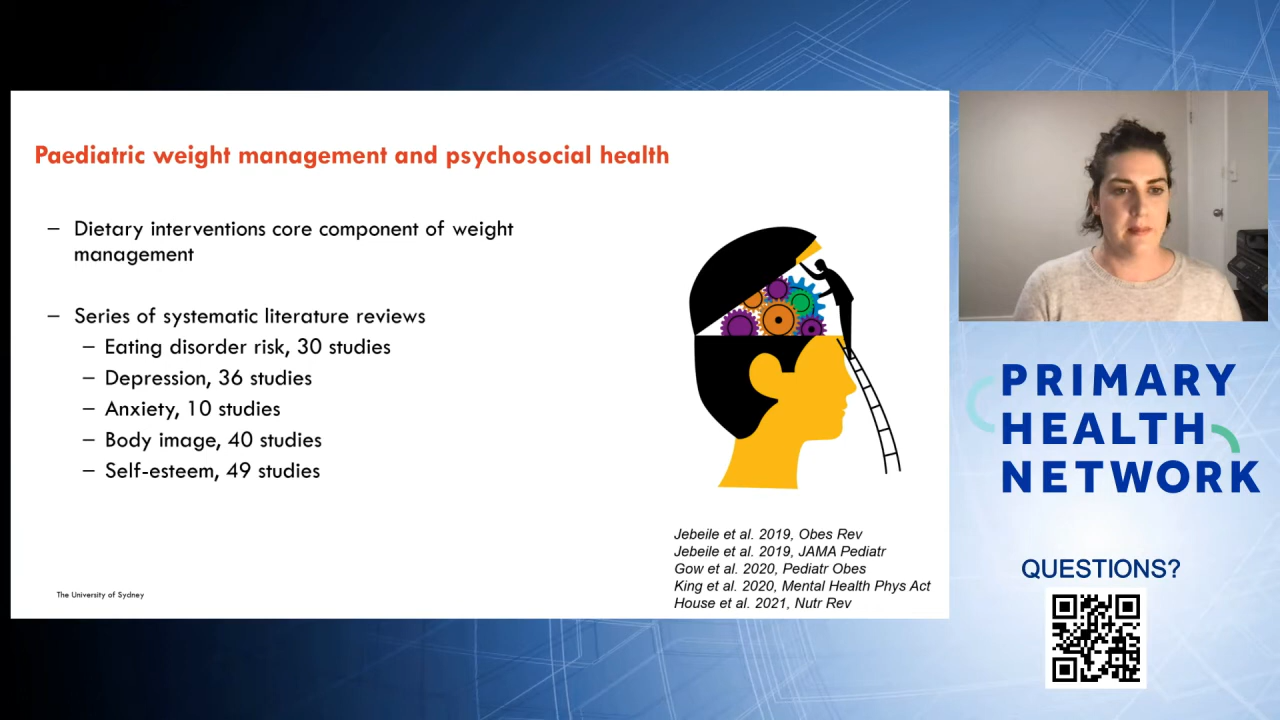 Paediatric weight management and psychosocial health
– Dietary interventions core component of weight
management
– Series of systematic literature reviews
– Eating disorder risk, 30 studies
– Depression, 36 studies
– Anxiety, 10 studies
– Body image, 40 studies
– Self-esteem, 49 studies
Jebeile et al. 2019, Obes Rev
Jebeile et al. 2019, JAMA Pediatr
Gow et al. 2020, Pediatr Obes
King et al. 2020, Mental Health Phys Act
House et al. 2021, Nutr Rev
The University of Sydney
PRIMARY
HEALTH
NETWORK
QUESTIONS?